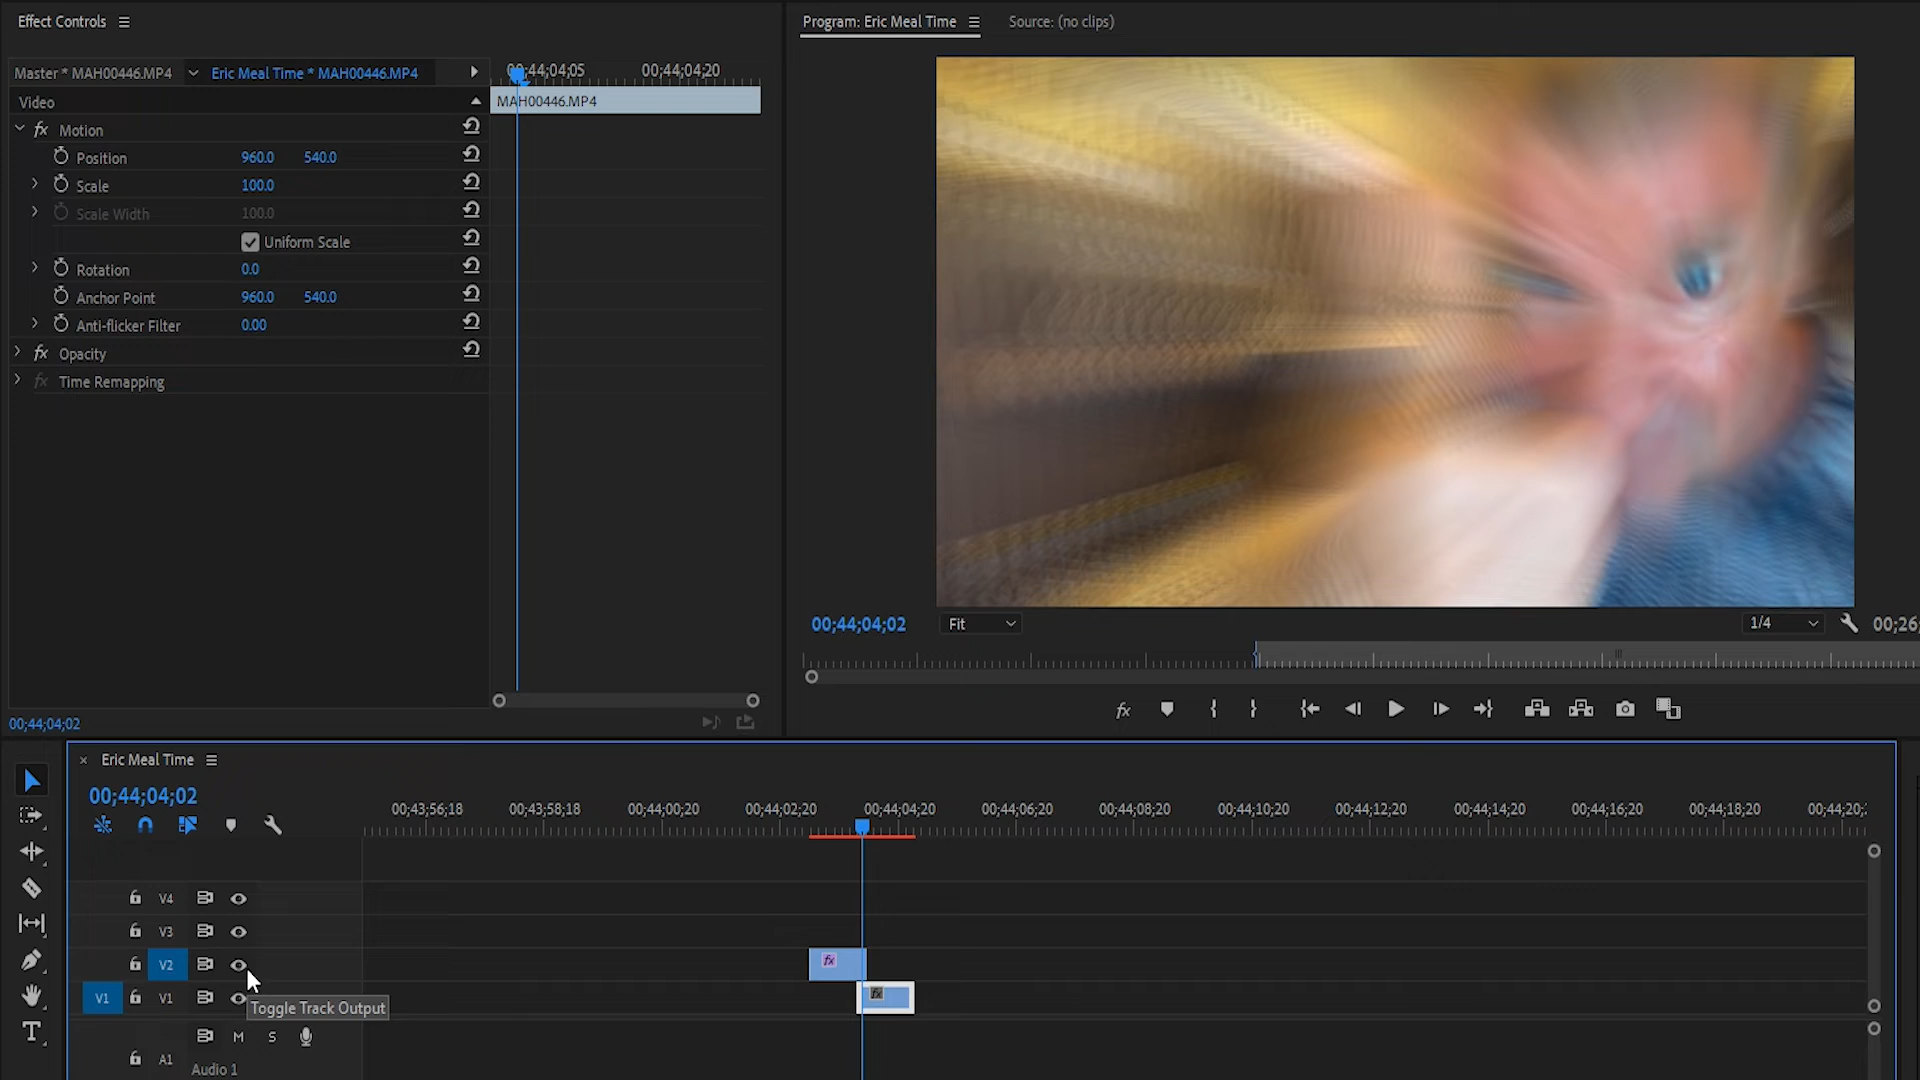 Effect Controls
Program: Eric Meal Time
Source: (no clips)
Master * MAH00446.MP4
Eric Meal Time * MAH00446.MP4
00;44;04;05
00;44;04;20
Video
MAH00446.MP4
fx Motion
Position 960.0 540.0
Scale 100.0
Scale Width 100.0
Uniform Scale
Rotation 0.0
Anchor Point 960.0 540.0
Anti-flicker Filter 0.00
fx Opacity
fx Time Remapping
00;44;04;02
Fit
1/4
00;26;
fx
00;44;04;02
× Eric Meal Time
00;44;04;02
00;43;56;18
00;43;58;18
00;44;00;20
00;44;02;20
00;44;04;20
00;44;06;20
00;44;08;20
00;44;10;20
00;44;12;20
00;44;14;20
00;44;16;20
00;44;18;20
00;44;20;
V4
V3
V2
fx
V1 V1
fx
Toggle Track Output
M S
A1
Audio 1
T